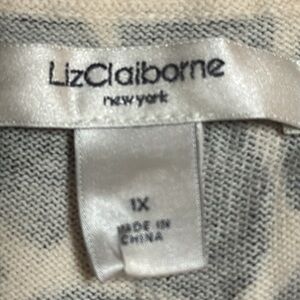 LizClaiborne
new york
1X
MADE IN
CHINA